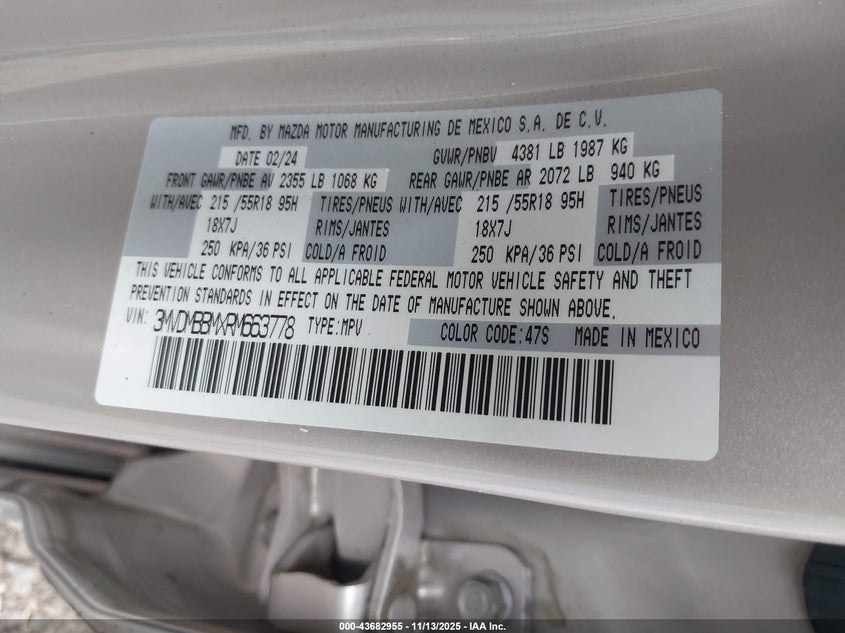 MFD. BY MAZDA MOTOR MANUFACTURING DE MEXICO S.A. DE C.V.
DATE 02/24 GVWR/PNBV 4381 LB 1987 KG
FRONT GAWR/PNBE AV 2355 LB 1068 KG REAR GAWR/PNBE AR 2072 LB 940 KG
WITH/AVEC 215 /55R18 95H TIRES/PNEUS WITH/AVEC 215 /55R18 95H TIRES/PNEUS
18X7J RIMS/JANTES 18X7J RIMS/JANTES
250 KPA/36 PSI COLD/A FROID 250 KPA/36 PSI COLD/A FROID
THIS VEHICLE CONFORMS TO ALL APPLICABLE FEDERAL MOTOR VEHICLE SAFETY AND THEFT
PREVENTION STANDARDS IN EFFECT ON THE DATE OF MANUFACTURE SHOWN ABOVE.
VIN: 3MVDMBBMXRM663778 TYPE:MPV COLOR CODE:47S MADE IN MEXICO
000-43682955 - 11/13/2025 - IAA Inc.